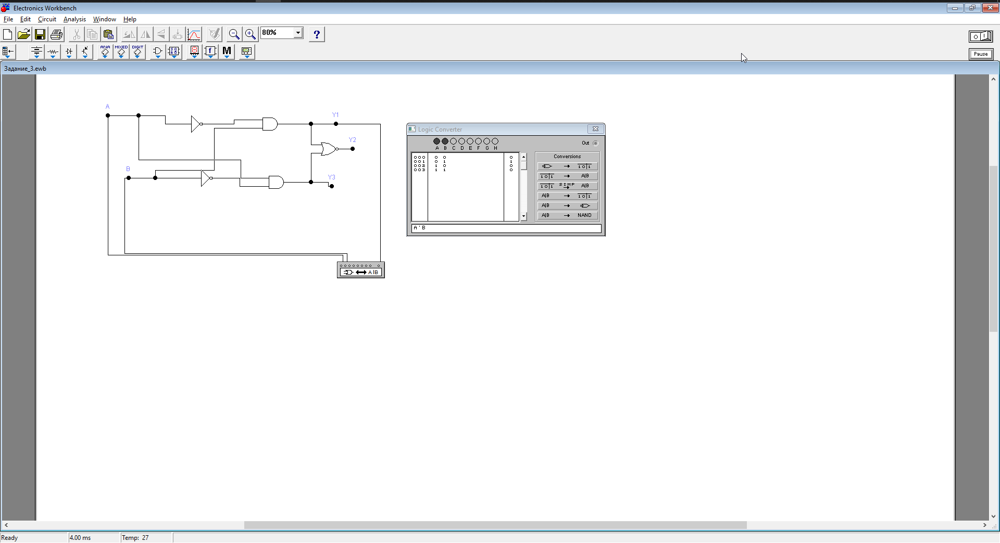 Electronics Workbench
File Edit Circuit Analysis Window Help
80%
?
O I
ANA MIXED DIGIT
f M
Pause
Задание_3.ewb
A
Y1
Y2
B
Y3
A|B
Logic Converter
Out
A B C D E F G H
Conversions
000 0 0 0
001 0 1 1
002 1 0 0
003 1 1 0
→ 1 0 1
1 0 1 → A|B
1 0 1 SIMP → A|B
A|B → 1 0 1
A|B →
A|B → NAND
A'B
Ready 4.00 ms Temp: 27